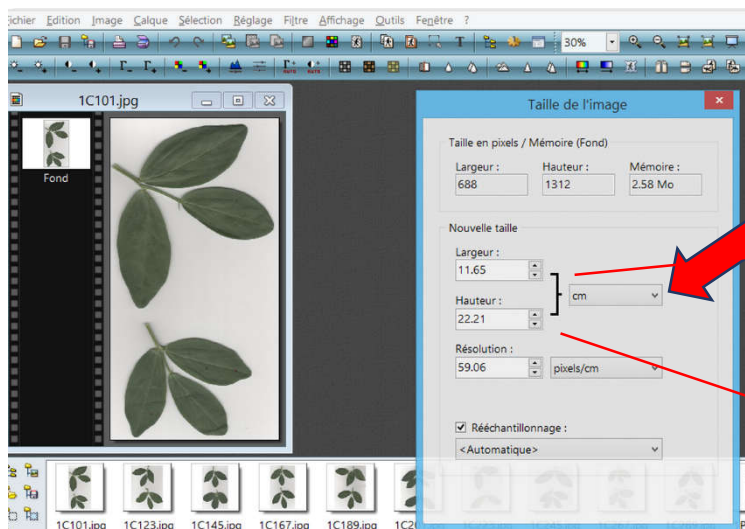 ichier Edition Image Calque Sélection Réglage Filtre Affichage Outils Fenêtre ?
T 30%
1C101.jpg
Fond
Taille de l'image
Taille en pixels / Mémoire (Fond)
Largeur : Hauteur : Mémoire :
688 1312 2.58 Mo
Nouvelle taille
Largeur :
11.65
cm
Hauteur :
22.21
Résolution :
59.06 pixels/cm
Rééchantillonnage :
<Automatique>
1C101.jpg 1C123.jpg 1C145.jpg 1C167.jpg 1C189.jpg